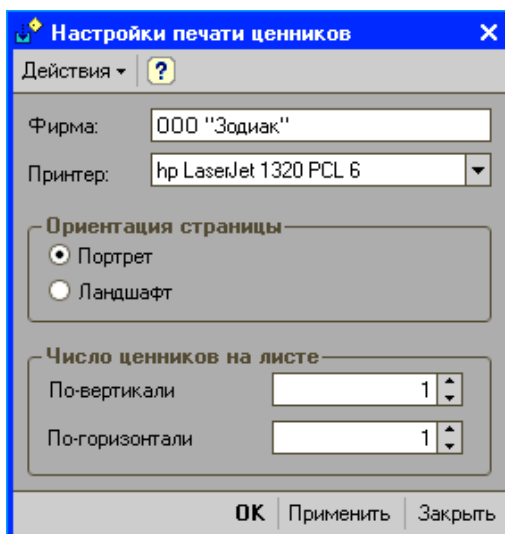 Настройки печати ценников
Действия ?
Фирма: ООО "Зодиак"
Принтер: hp LaserJet 1320 PCL 6
Ориентация страницы
Портрет
Ландшафт
Число ценников на листе
По-вертикали 1
По-горизонтали 1
OK Применить Закрыть